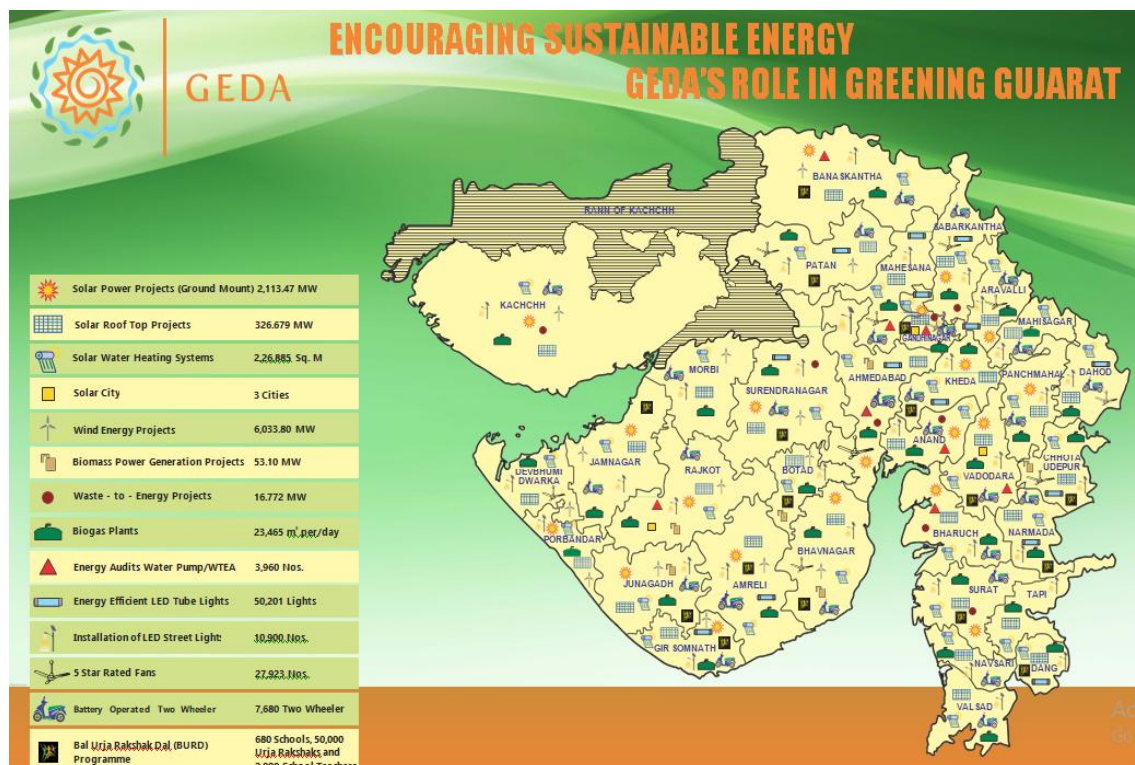 ENCOURAGING SUSTAINABLE ENERGY
GEDA'S ROLE IN GREENING GUJARAT
GEDA
Solar Power Projects (Ground Mount) 2,113.47 MW
Solar Roof Top Projects 326.679 MW
Solar Water Heating Systems 2,26,885 Sq. M
Solar City 3 Cities
Wind Energy Projects 6,033.80 MW
Biomass Power Generation Projects 53.10 MW
Waste - to - Energy Projects 16.772 MW
Biogas Plants 23,465 m³ per/day
Energy Audits Water Pump/WTEA 3,960 Nos.
Energy Efficient LED Tube Lights 50,201 Lights
Installation of LED Street Light 10,900 Nos.
5 Star Rated Fans 27,923 Nos.
Battery Operated Two Wheeler 7,680 Two Wheeler
Bal Urja Rakshak Dal (BURD) Programme
680 Schools, 50,000
Urja Rakshaks and
BANASKANTHA
RANN OF KACHCHH
SABARKANTHA
PATAN
MAHESANA
ARAVALLI
KACHCHH
GANDHINAGAR
MAHISAGAR
MORBI
SURENDRANAGAR
AHMEDABAD
KHEDA
PANCHMAHAL
DAHOD
ANAND
JAMNAGAR
RAJKOT
BOTAD
VADODARA
CHHOTA
UDEPUR
DEVBHUMI
DWARKA
PORBANDAR
BHAVNAGAR
BHARUCH
NARMADA
JUNAGADH
AMRELI
SURAT
TAPI
GIR SOMNATH
NAVSARI
DANG
VALSAD